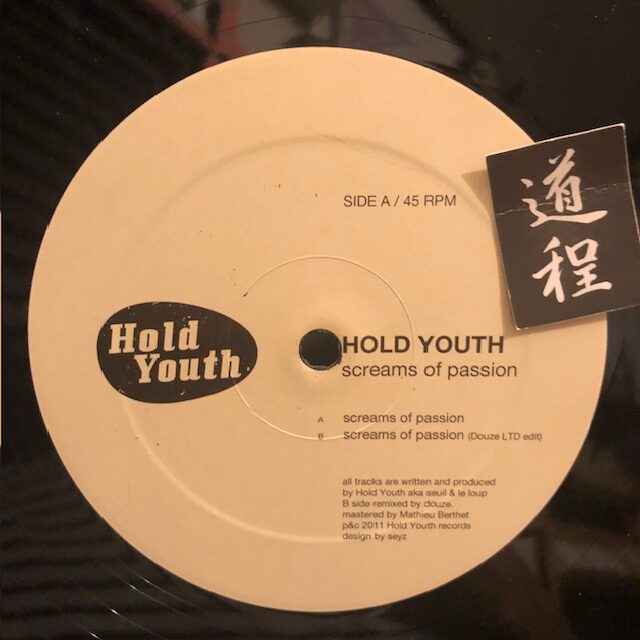 SIDE A / 45 RPM
道
程
Hold
Youth
HOLD YOUTH
screams of passion
A screams of passion
B screams of passion (Douze LTD edit)
all tracks are written and produced
by Hold Youth aka seuil & le loup
B side remixed by douze.
mastered by Mathieu Berthet
p&c 2011 Hold Youth records
design by seyz